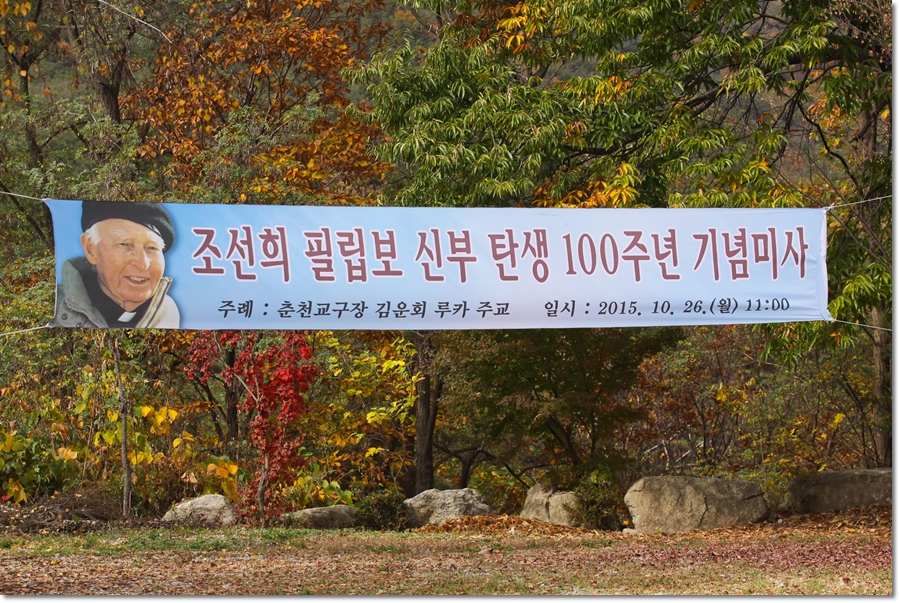 조선희 필립보 신부 탄생 100주년 기념미사
주례 : 춘천교구장 김운회 루카 주교 일시 : 2015. 10. 26.(월) 11:00